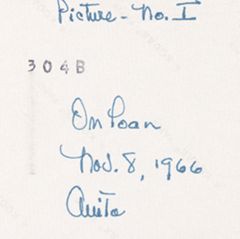 Picture - No. I
304B
On Loan
Nov. 8, 1966
Anita